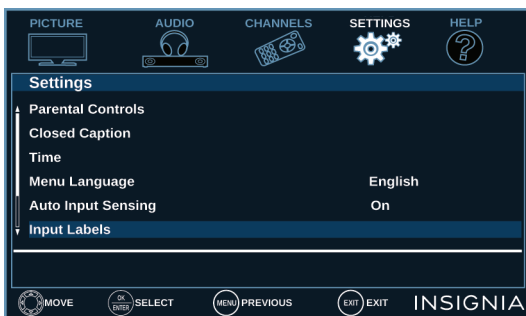 PICTURE AUDIO CHANNELS SETTINGS HELP
Settings
Parental Controls
Closed Caption
Time
Menu Language English
Auto Input Sensing On
Input Labels
MOVE OK ENTER SELECT MENU PREVIOUS EXIT EXIT INSIGNIA